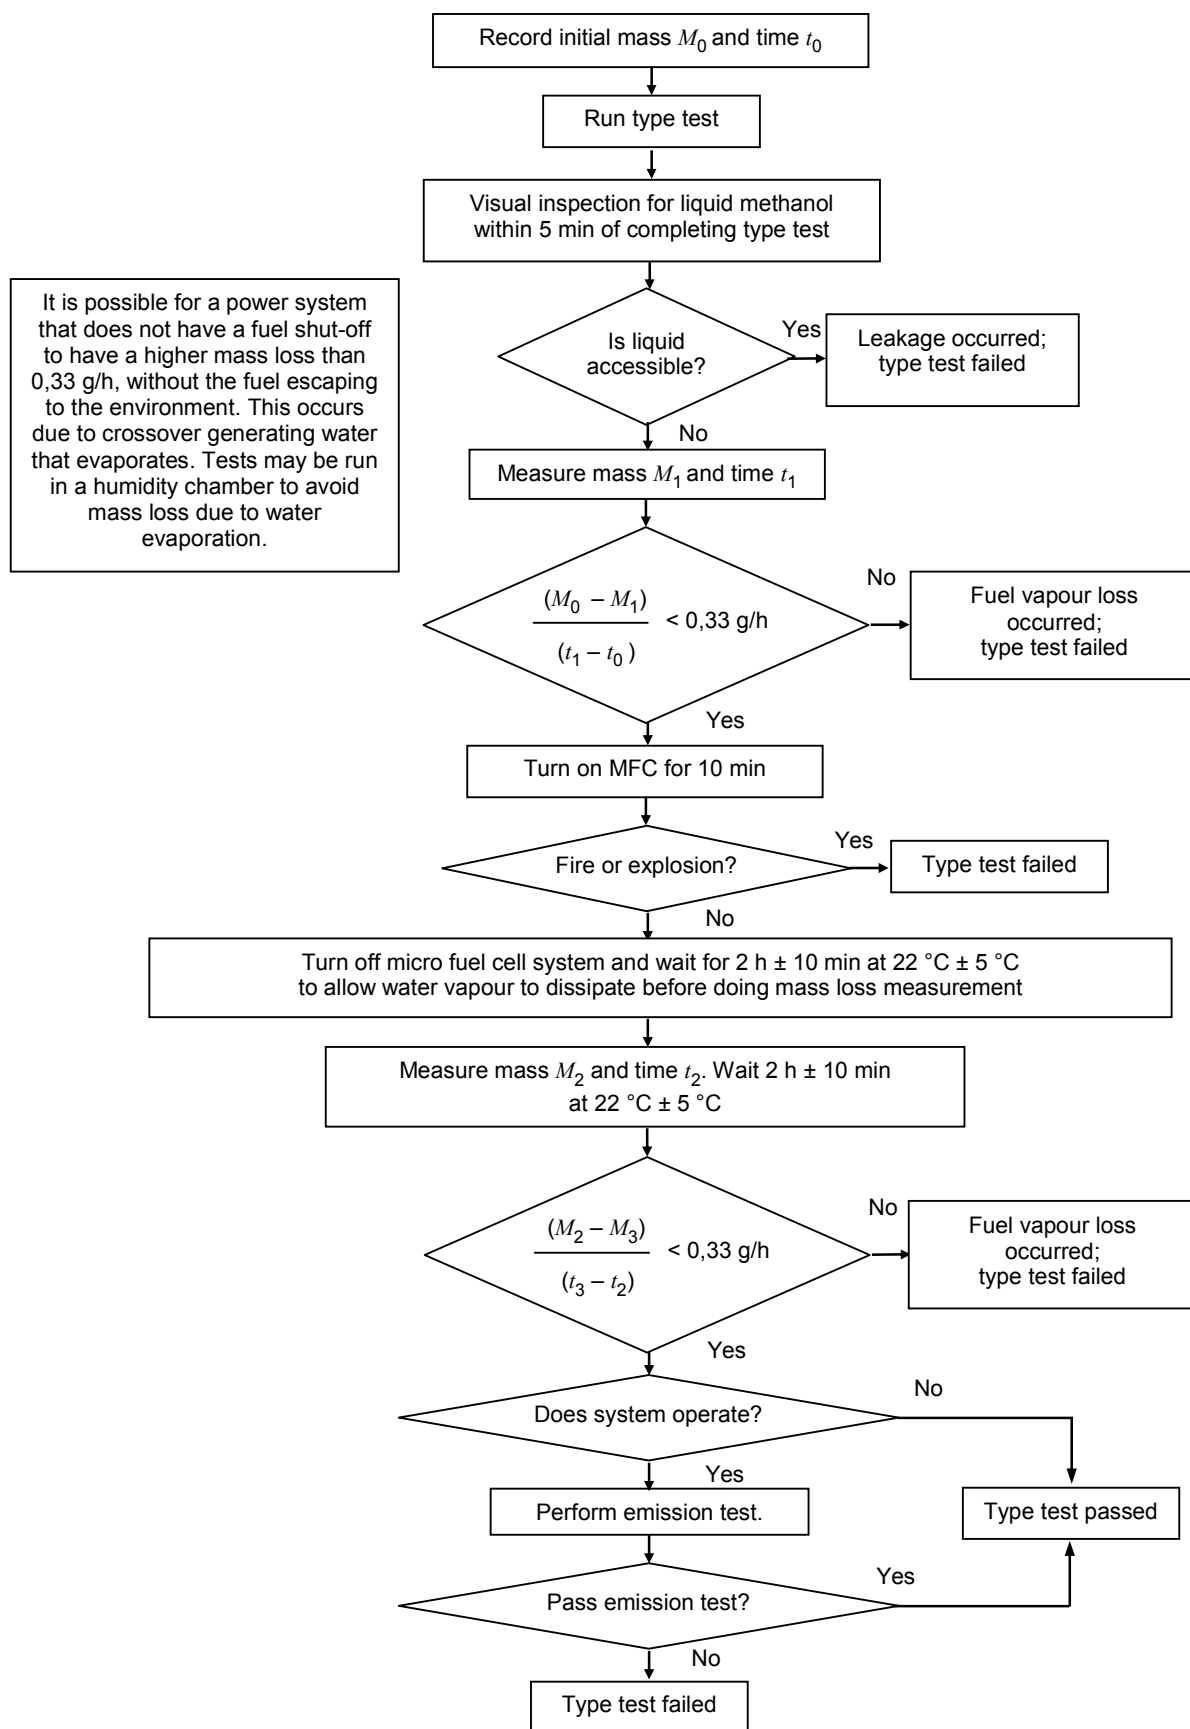 Record initial mass M0 and time t0
Run type test
Visual inspection for liquid methanol
within 5 min of completing type test
It is possible for a power system
that does not have a fuel shut-off
to have a higher mass loss than
0,33 g/h, without the fuel escaping
to the environment. This occurs
due to crossover generating water
that evaporates. Tests may be run
in a humidity chamber to avoid
mass loss due to water
evaporation.
Is liquid
accessible?
Yes
Leakage occurred;
type test failed
No
Measure mass M1 and time t1
(M0 – M1)
(t1 – t0 )
< 0,33 g/h
No
Fuel vapour loss
occurred;
type test failed
Yes
Turn on MFC for 10 min
Fire or explosion?
Yes
Type test failed
No
Turn off micro fuel cell system and wait for 2 h ± 10 min at 22 °C ± 5 °C
to allow water vapour to dissipate before doing mass loss measurement
Measure mass M2 and time t2. Wait 2 h ± 10 min
at 22 °C ± 5 °C
(M2 – M3)
(t3 – t2)
< 0,33 g/h
No
Fuel vapour loss
occurred;
type test failed
Yes
Does system operate?
No
Yes
Perform emission test.
Type test passed
Pass emission test?
Yes
No
Type test failed